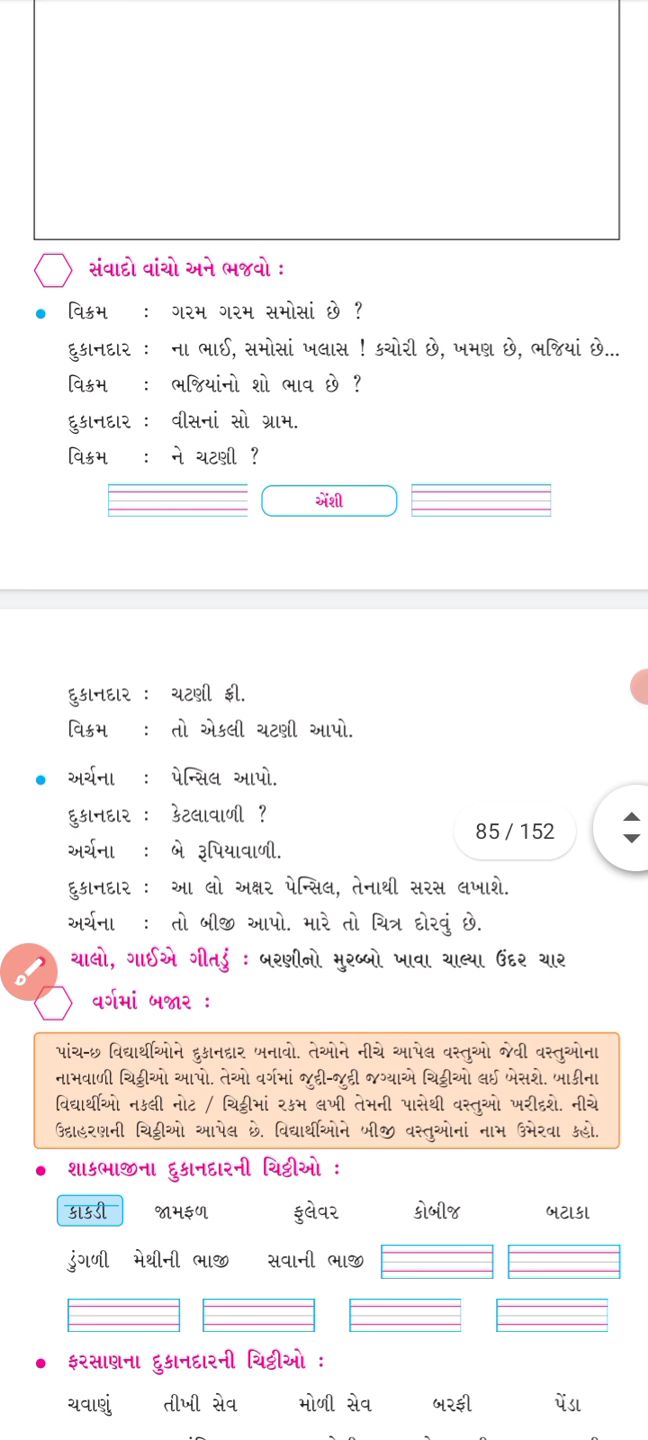 સંવાદો વાંચો અને ભજવો :
વિક્રમ : ગરમ ગરમ સમોસાં છે ?
દુકાનદાર : ના ભાઈ, સમોસાં ખલાસ ! કચોરી છે, ખમણ છે, ભજિયાં છે...
વિક્રમ : ભજિયાંનો શો ભાવ છે ?
દુકાનદાર : વીસનાં સો ગ્રામ.
વિક્રમ : ને ચટણી ?
એંશી
દુકાનદાર : ચટણી ફ્રી.
વિક્રમ : તો એકલી ચટણી આપો.
અર્ચના : પેન્સિલ આપો.
દુકાનદાર : કેટલાવાળી ?
85 / 152
અર્ચના : બે રૂપિયાવાળી.
દુકાનદાર : આ લો અક્ષર પેન્સિલ, તેનાથી સરસ લખાશે.
અર્ચના : તો બીજી આપો. મારે તો ચિત્ર દોરવું છે.
ચાલો, ગાઈએ ગીતડું : બરણીનો મુરબ્બો ખાવા ચાલ્યા ઉંદર ચાર
વર્ગમાં બજાર :
પાંચ-છ વિદ્યાર્થીઓને દુકાનદાર બનાવો. તેઓને નીચે આપેલ વસ્તુઓ જેવી વસ્તુઓના
નામવાળી ચિઠ્ઠીઓ આપો. તેઓ વર્ગમાં જુદી-જુદી જગ્યાએ ચિઠ્ઠીઓ લઈ બેસશે. બાકીના
વિદ્યાર્થીઓ નકલી નોટ / ચિઠ્ઠીમાં રકમ લખી તેમની પાસેથી વસ્તુઓ ખરીદશે. નીચે
ઉદાહરણની ચિઠ્ઠીઓ આપેલ છે. વિદ્યાર્થીઓને બીજી વસ્તુઓનાં નામ ઉમેરવા કહો.
શાકભાજીના દુકાનદારની ચિઠ્ઠીઓ :
કાકડી જામફળ ફુલેવર કોબીજ બટાકા
ડુંગળી મેથીની ભાજી સવાની ભાજી
ફરસાણના દુકાનદારની ચિઠ્ઠીઓ :
ચવાણું તીખી સેવ મોળી સેવ બરફી પેંડા